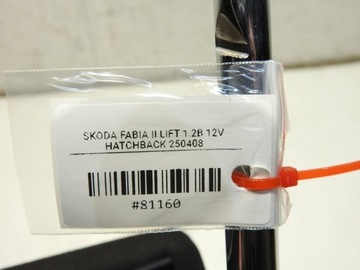 SKODA FABIA II LIFT 1.2B 12V
HATCHBACK 250408
#81160